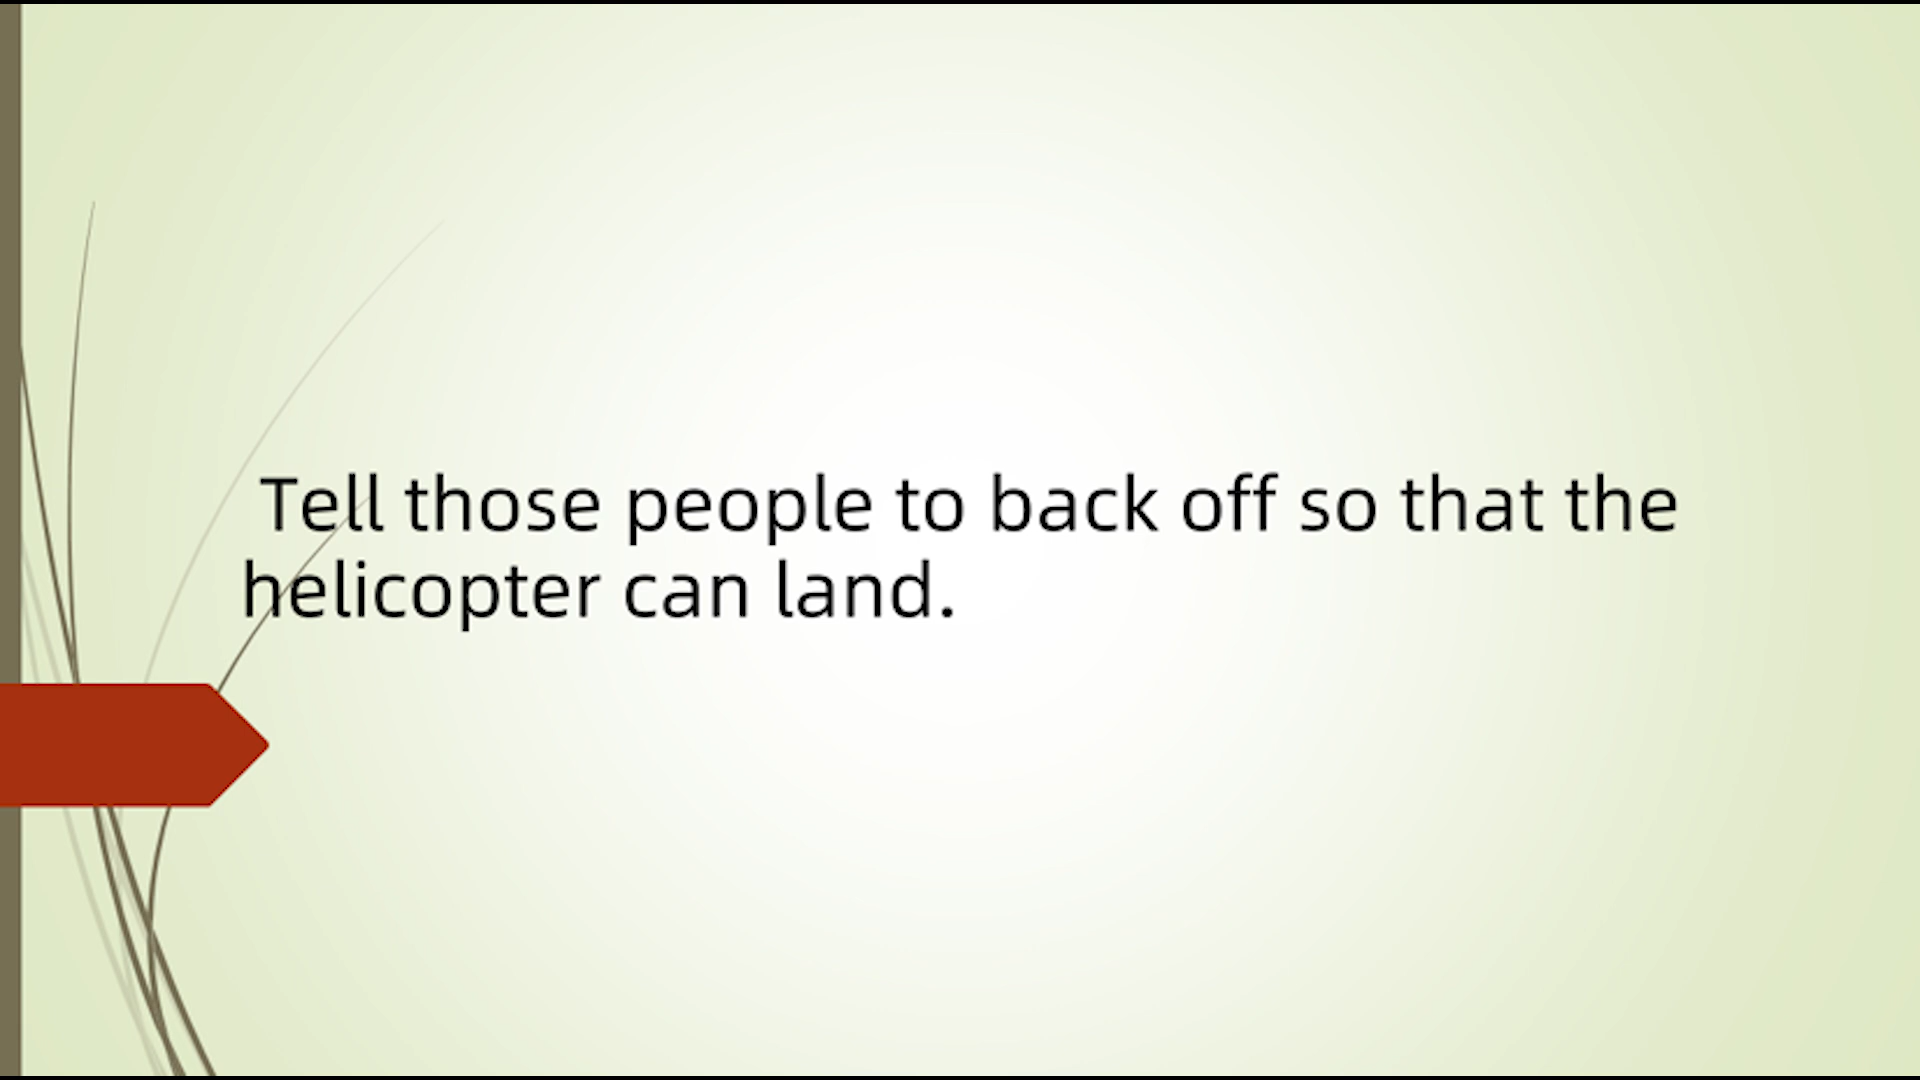 Tell those people to back off so that the
helicopter can land.